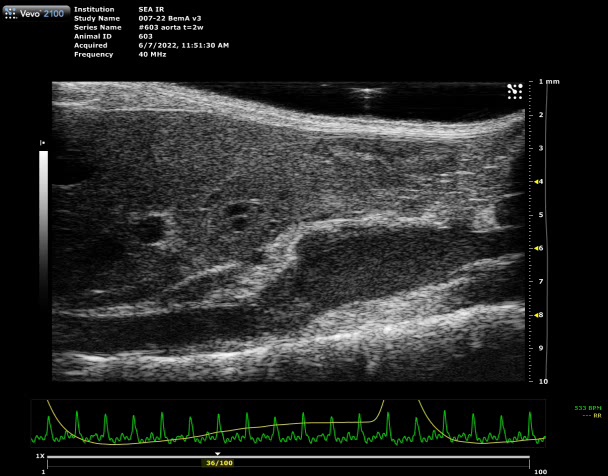 Vevo 2100
Institution SEA IR
Study Name 007-22 BemA v3
Series Name #603 aorta t=2w
Animal ID 603
Acquired 6/7/2022, 11:51:30 AM
Frequency 40 MHz
1 mm
2
3
4
5
6
7
8
9
10
533 BPM
--- RR
1X
36/100
1
100